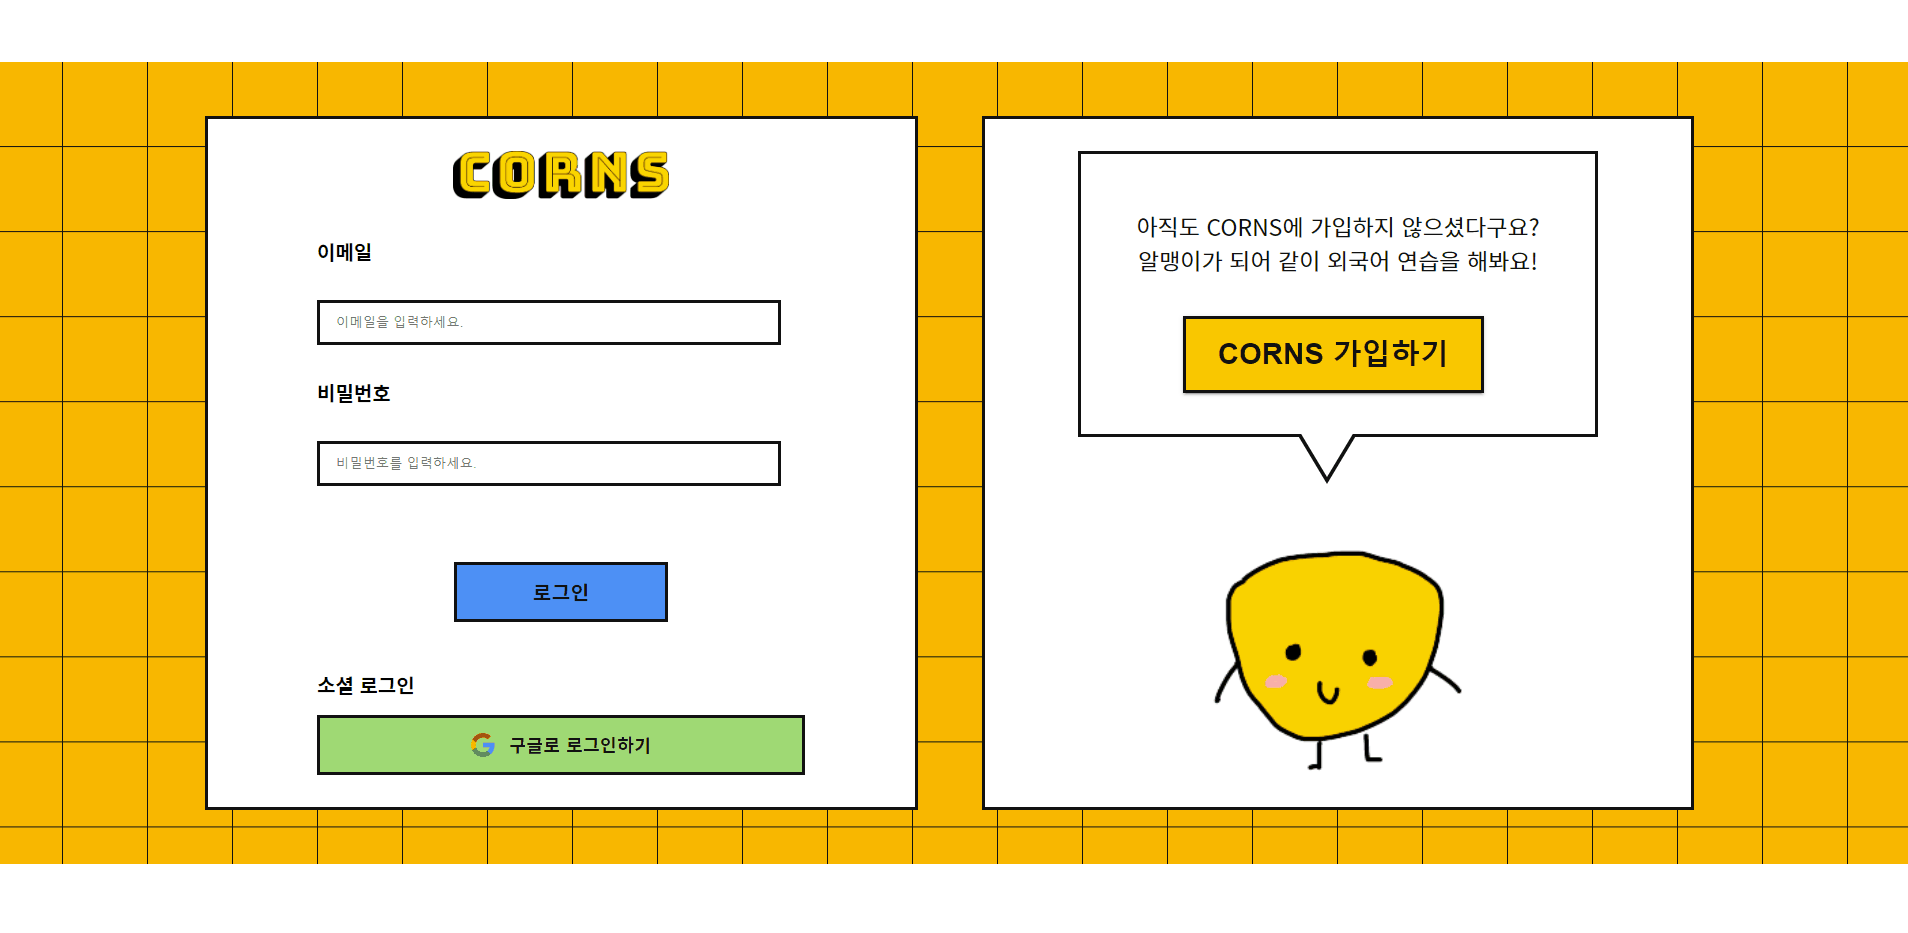 CORNS
이메일
이메일을 입력하세요.
비밀번호
비밀번호를 입력하세요.
로그인
소셜 로그인
구글로 로그인하기
아직도 CORNS에 가입하지 않으셨다구요?
알맹이가 되어 같이 외국어 연습을 해봐요!
CORNS 가입하기